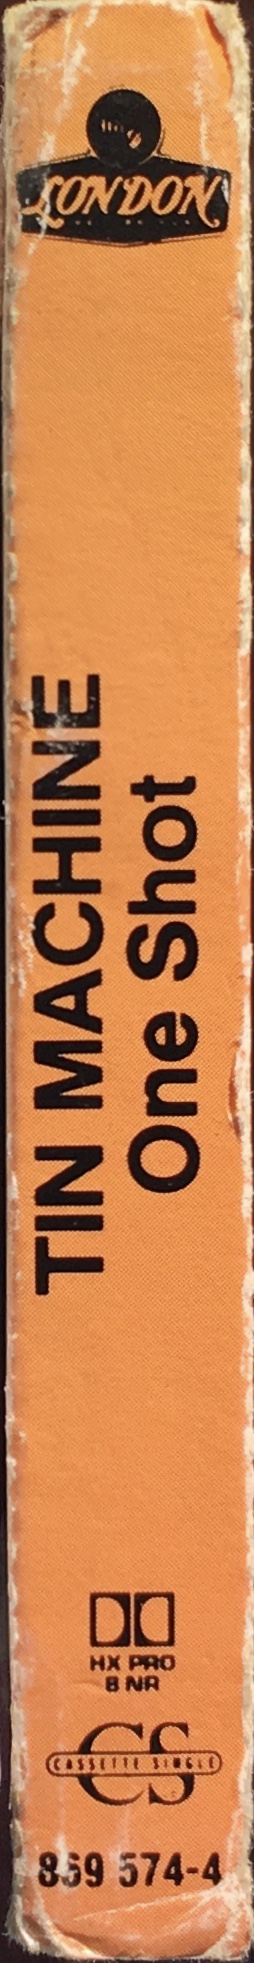 LONDON
TIN MACHINE
One Shot
HX PRO
B NR
CS
CASSETTE SINGLE
869 574-4